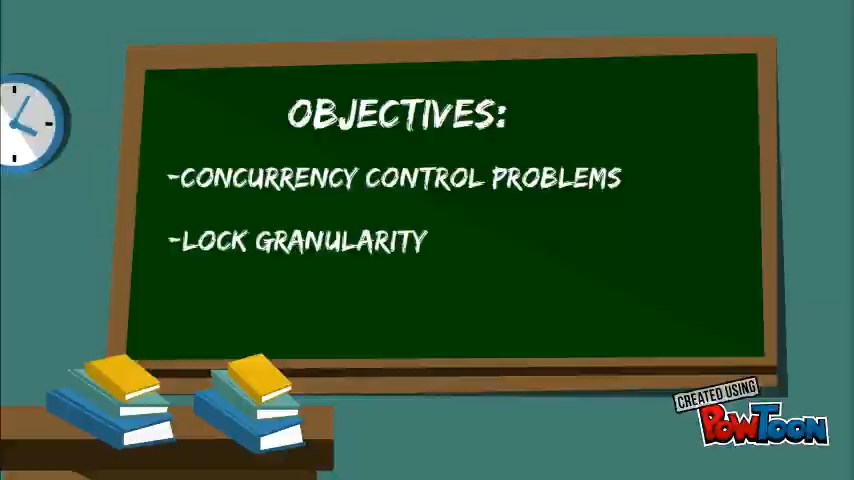 OBJECTIVES:
-CONCURRENCY CONTROL PROBLEMS
-LOCK GRANULARITY
CREATED USING
POWTOON